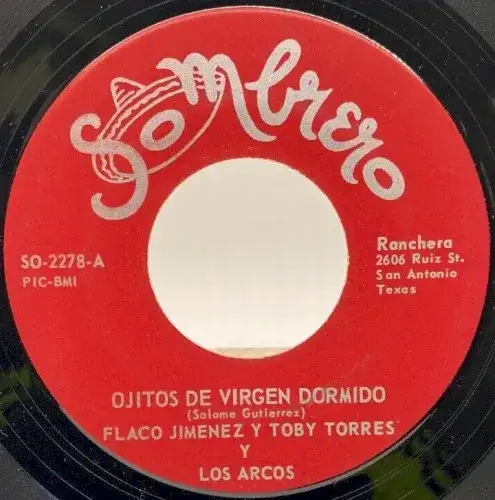 Sombrero
SO-2278-A
PIC-BMI
Ranchera
2606 Ruiz St.
San Antonio
Texas
OJITOS DE VIRGEN DORMIDO
(Salome Gutierrez)
FLACO JIMENEZ Y TOBY TORRES
Y
LOS ARCOS